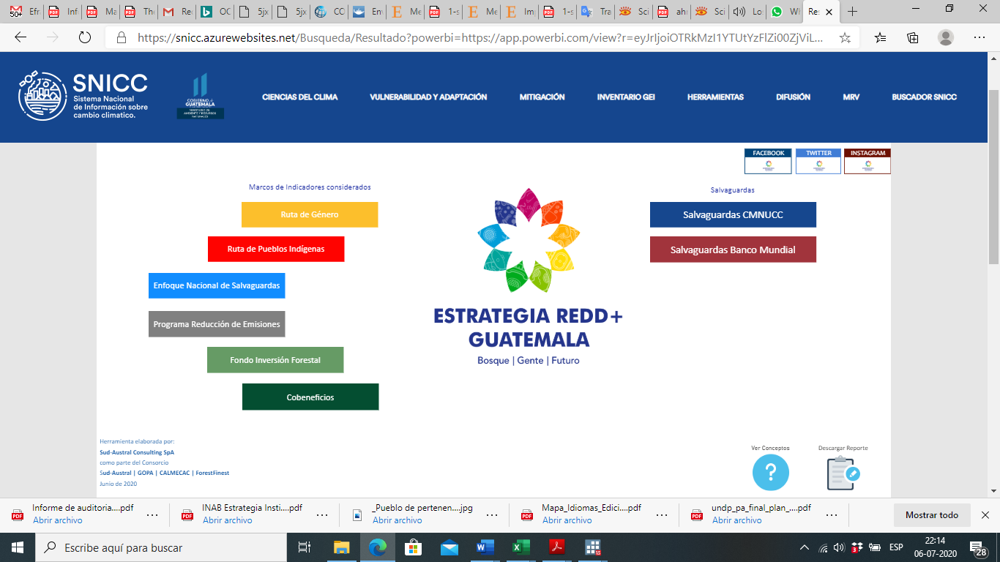 50+
Efr
Inf
Ma
The
Res
OC
5jx
5jx
CO
Env
Me
1-s
Me
Im
1-s
Tra
Sci
ah
Sci
Lo
Wh
Re
https://snicc.azurewebsites.net/Busqueda/Resultado?powerbi=https://app.powerbi.com/view?r=eyJrIjoiOTRkMzI1YTUtYzFlZi00ZjViL...
SNICC
Sistema Nacional
de Información sobre
cambio climatico.
GOBIERNO de
GUATEMALA
MINISTERIO DE
AMBIENTE Y RECURSOS
NATURALES
CIENCIAS DEL CLIMA
VULNERABILIDAD Y ADAPTACIÓN
MITIGACIÓN
INVENTARIO GEI
HERRAMIENTAS
DIFUSIÓN
MRV
BUSCADOR SNICC
FACEBOOK
TWITTER
INSTAGRAM
Marcos de Indicadores considerados
Ruta de Género
Ruta de Pueblos Indígenas
Enfoque Nacional de Salvaguardas
Programa Reducción de Emisiones
Fondo Inversión Forestal
Cobeneficios
ESTRATEGIA REDD+
GUATEMALA
Bosque | Gente | Futuro
Salvaguardas
Salvaguardas CMNUCC
Salvaguardas Banco Mundial
Herramienta elaborada por:
Sud-Austral Consulting SpA
como parte del Consorcio
Sud-Austral | GOPA | CALMECAC | ForestFinest
Junio de 2020
Ver Conceptos
?
Descargar Reporte
Informe de auditoria....pdf
Abrir archivo
INAB Estrategia Insti....pdf
Abrir archivo
_Pueblo de pertenen....jpg
Abrir archivo
Mapa_Idiomas_Edici....pdf
Abrir archivo
undp_pa_final_plan_....pdf
Abrir archivo
Mostrar todo
Escribe aquí para buscar
ESP
22:14
06-07-2020
28